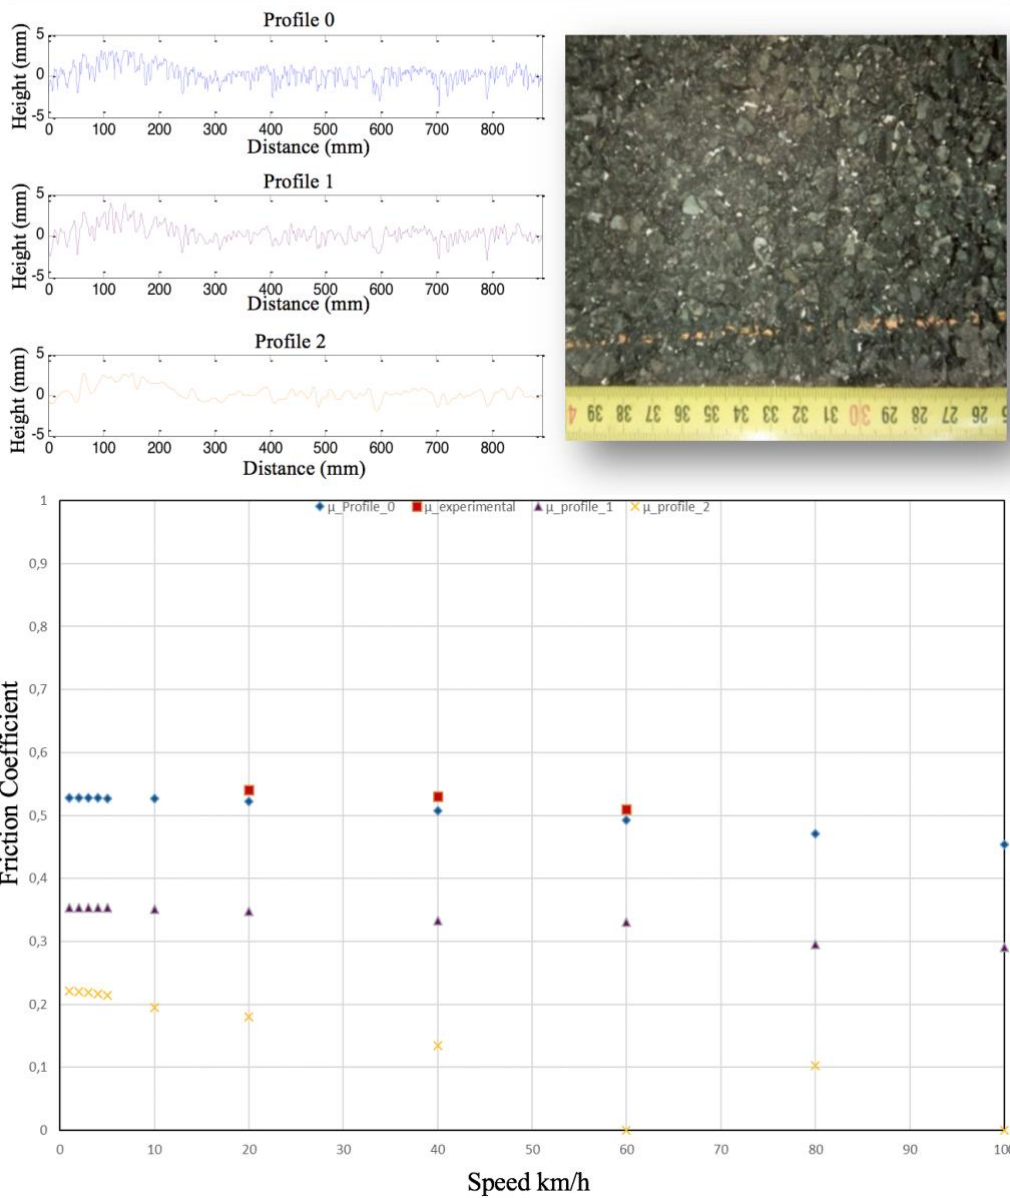 Profile 0
Height (mm)
5
0
-5
0 100 200 300 400 500 600 700 800
Distance (mm)
Profile 1
Height (mm)
5
0
-5
0 100 200 300 400 500 600 700 800
Distance (mm)
Profile 2
Height (mm)
5
0
-5
0 100 200 300 400 500 600 700 800
Distance (mm)
4 39 38 37 36 35 34 33 32 31 30 29 28 27 26
μ_Profile_0 μ_experimental μ_profile_1 μ_profile_2
Friction Coefficient
1
0,9
0,8
0,7
0,6
0,5
0,4
0,3
0,2
0,1
0
0 10 20 30 40 50 60 70 80 90 10
Speed km/h